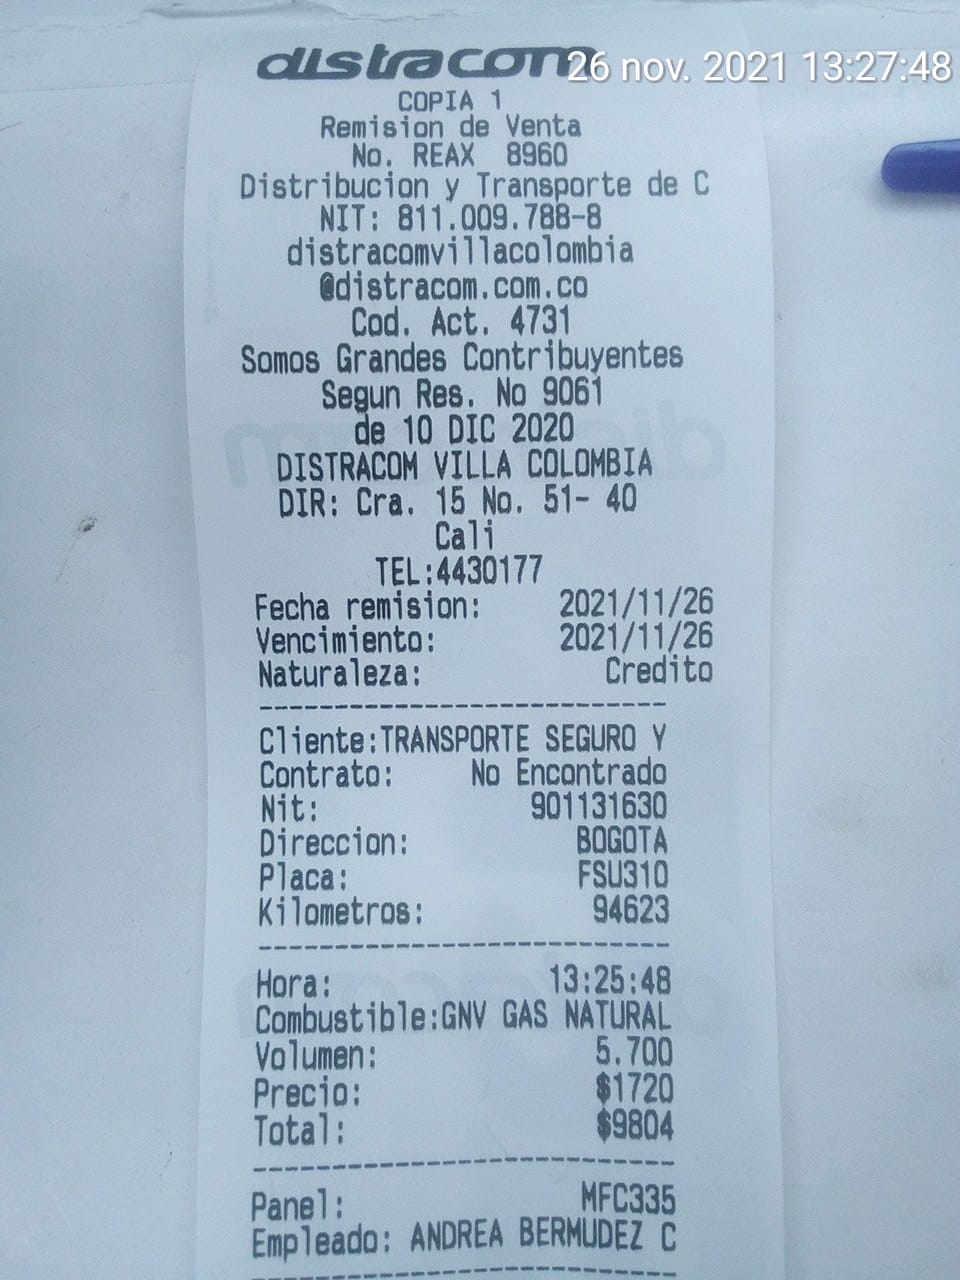 distracom
26 nov. 2021 13:27:48
COPIA 1
Remision de Venta
No. REAX 8960
Distribucion y Transporte de C
NIT: 811.009.788-8
distracomvillacolombia
@distracom.com.co
Cod. Act. 4731
Somos Grandes Contribuyentes
Segun Res. No 9061
de 10 DIC 2020
DISTRACOM VILLA COLOMBIA
DIR: Cra. 15 No. 51- 40
Cali
TEL:4430177
Fecha remision: 2021/11/26
Vencimiento: 2021/11/26
Naturaleza: Credito
Cliente:TRANSPORTE SEGURO Y
Contrato: No Encontrado
Nit: 901131630
Direccion: BOGOTA
Placa: FSU310
Kilometros: 94623
Hora: 13:25:48
Combustible:GNV GAS NATURAL
Volumen: 5.700
Precio: $1720
Total: $9804
Panel: MFC335
Empleado: ANDREA BERMUDEZ C